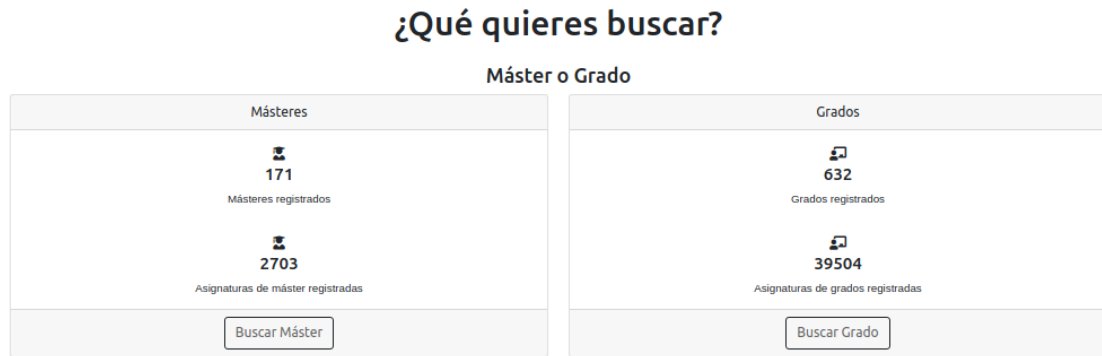 ¿Qué quieres buscar?
Máster o Grado
Másteres
171
Másteres registrados
2703
Asignaturas de máster registradas
Buscar Máster
Grados
632
Grados registrados
39504
Asignaturas de grados registradas
Buscar Grado